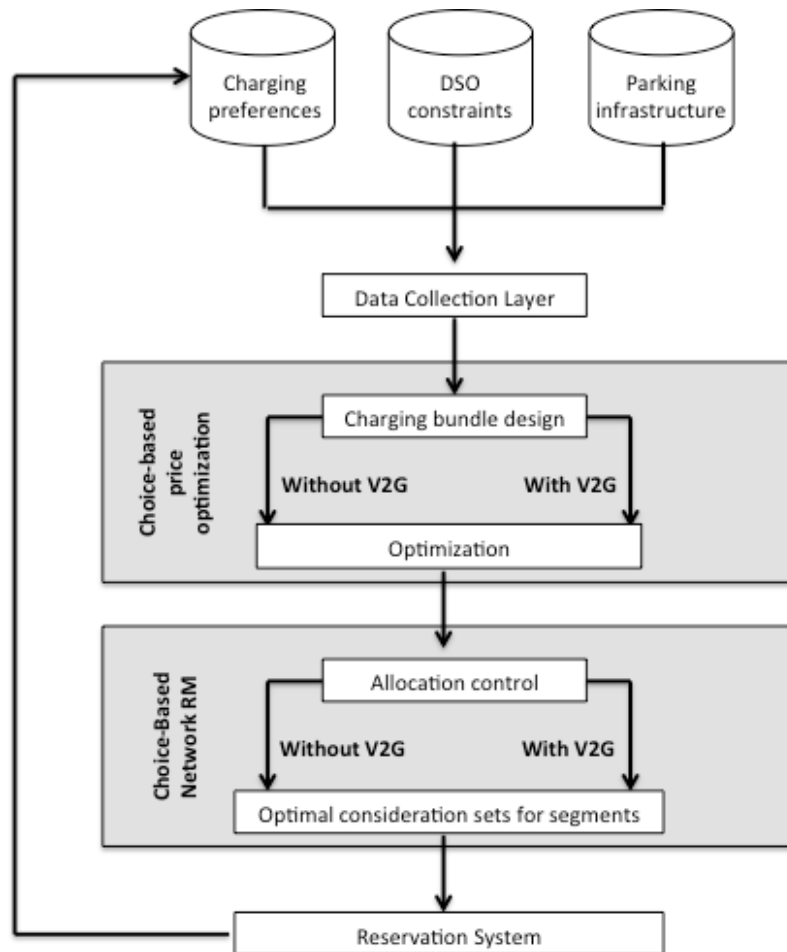 Charging
preferences
DSO
constraints
Parking
infrastructure
Data Collection Layer
Choice-based
price
optimization
Charging bundle design
Without V2G
With V2G
Optimization
Choice-Based
Network RM
Allocation control
Without V2G
With V2G
Optimal consideration sets for segments
Reservation System